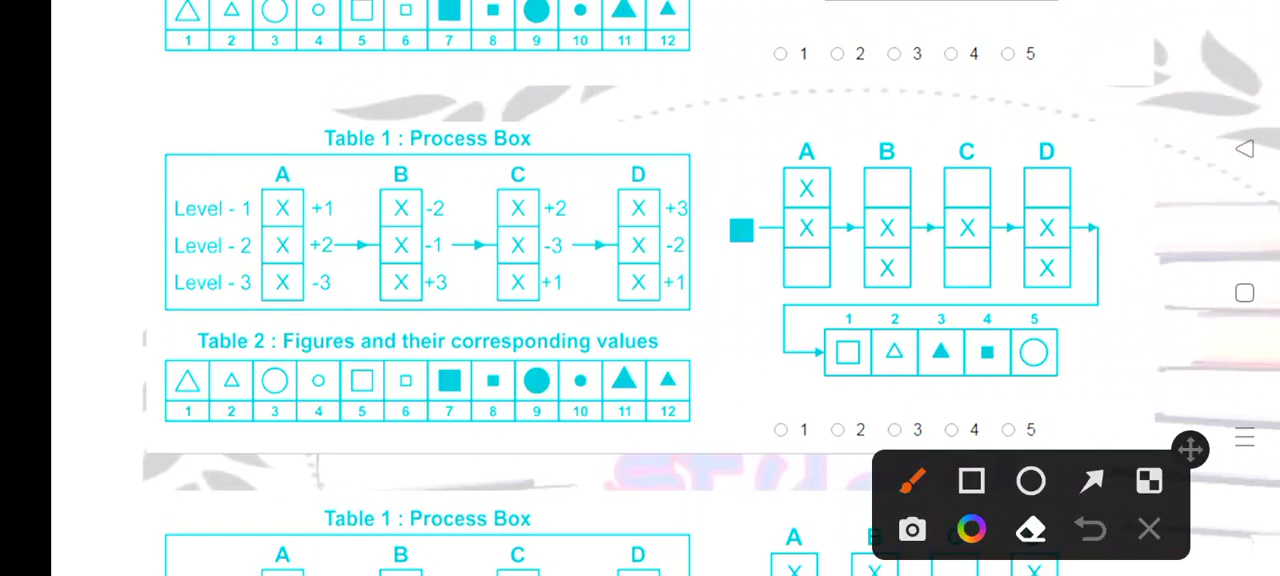 1 2 3 4 5 6 7 8 9 10 11 12
1 2 3 4 5
Table 1 : Process Box
A B C D
Level - 1 X +1 X -2 X +2 X +3
Level - 2 X +2 X -1 X -3 X -2
Level - 3 X -3 X +3 X +1 X +1
Table 2 : Figures and their corresponding values
1 2 3 4 5 6 7 8 9 10 11 12
A B C D
X
X X X X
X X
1 2 3 4 5
1 2 3 4 5
Table 1 : Process Box
A B C D
A B
X X X